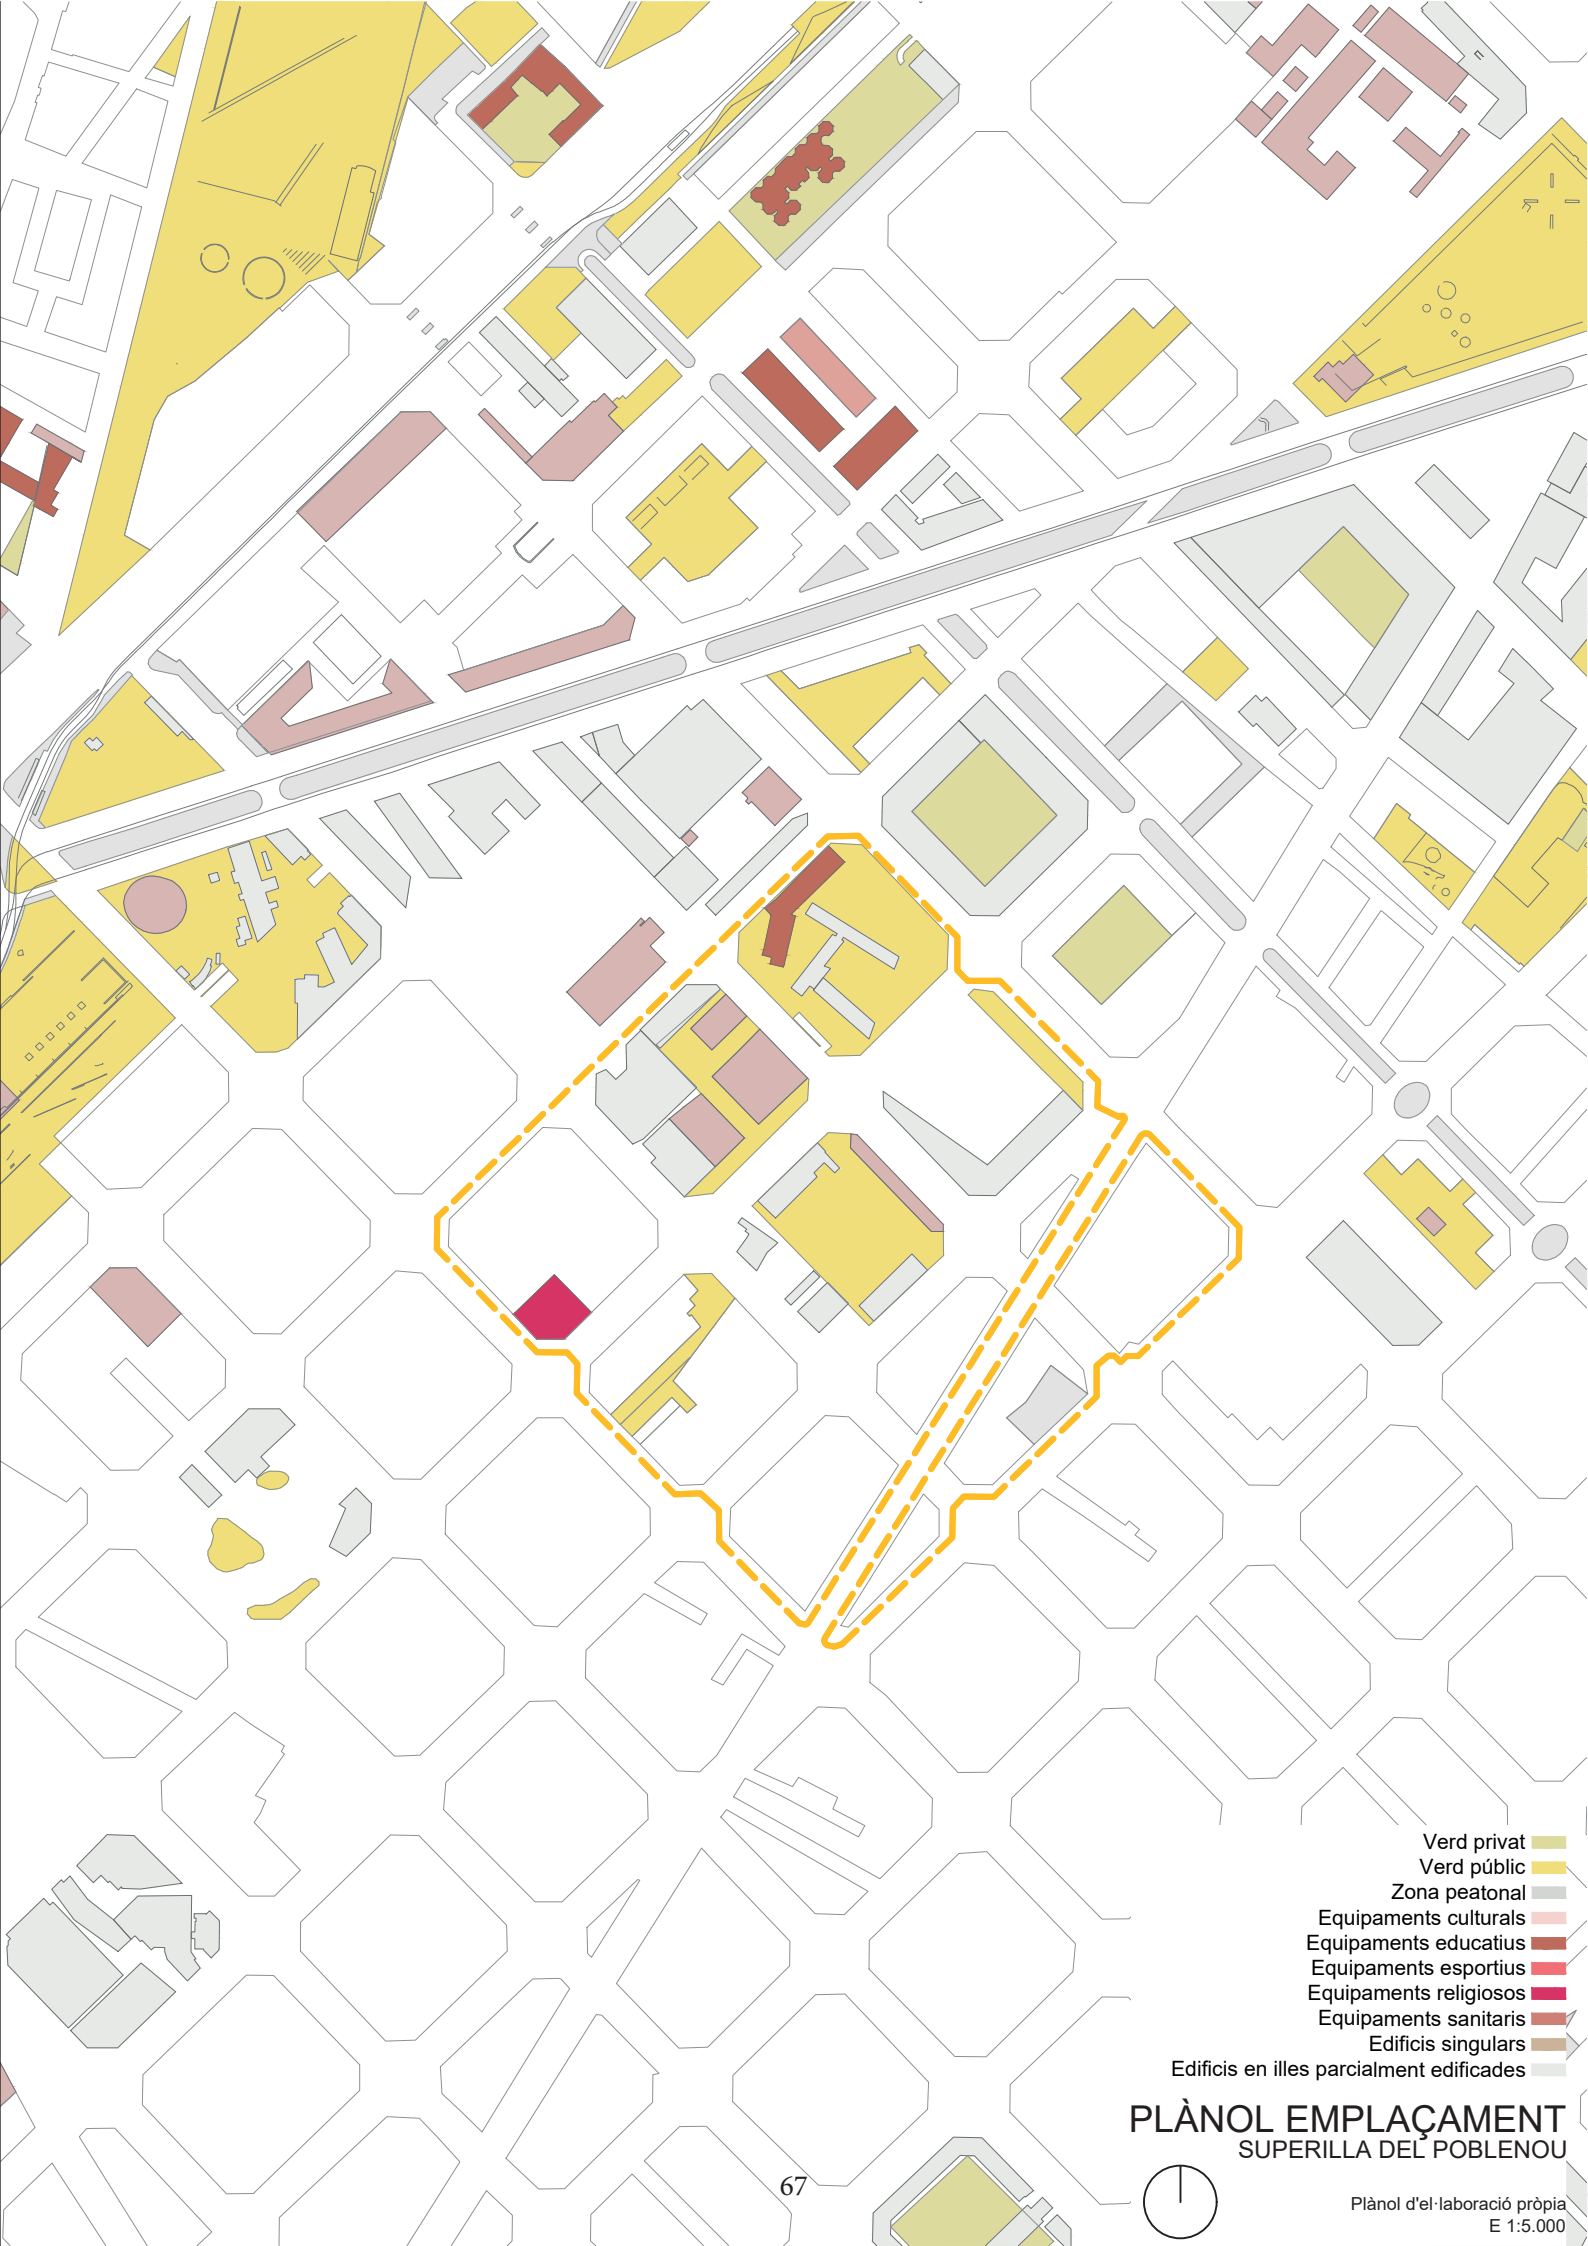 Verd privat
Verd públic
Zona peatonal
Equipaments culturals
Equipaments educatius
Equipaments esportius
Equipaments religiosos
Equipaments sanitaris
Edificis singulars
Edificis en illes parcialment edificades
PLÀNOL EMPLAÇAMENT
SUPERILLA DEL POBLENOU
67
Plànol d'el·laboració pròpia
E 1:5.000